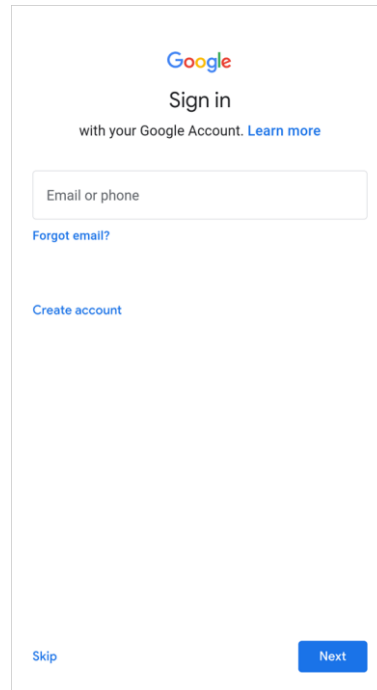 Google
Sign in
with your Google Account. Learn more
Email or phone
Forgot email?
Create account
Skip
Next